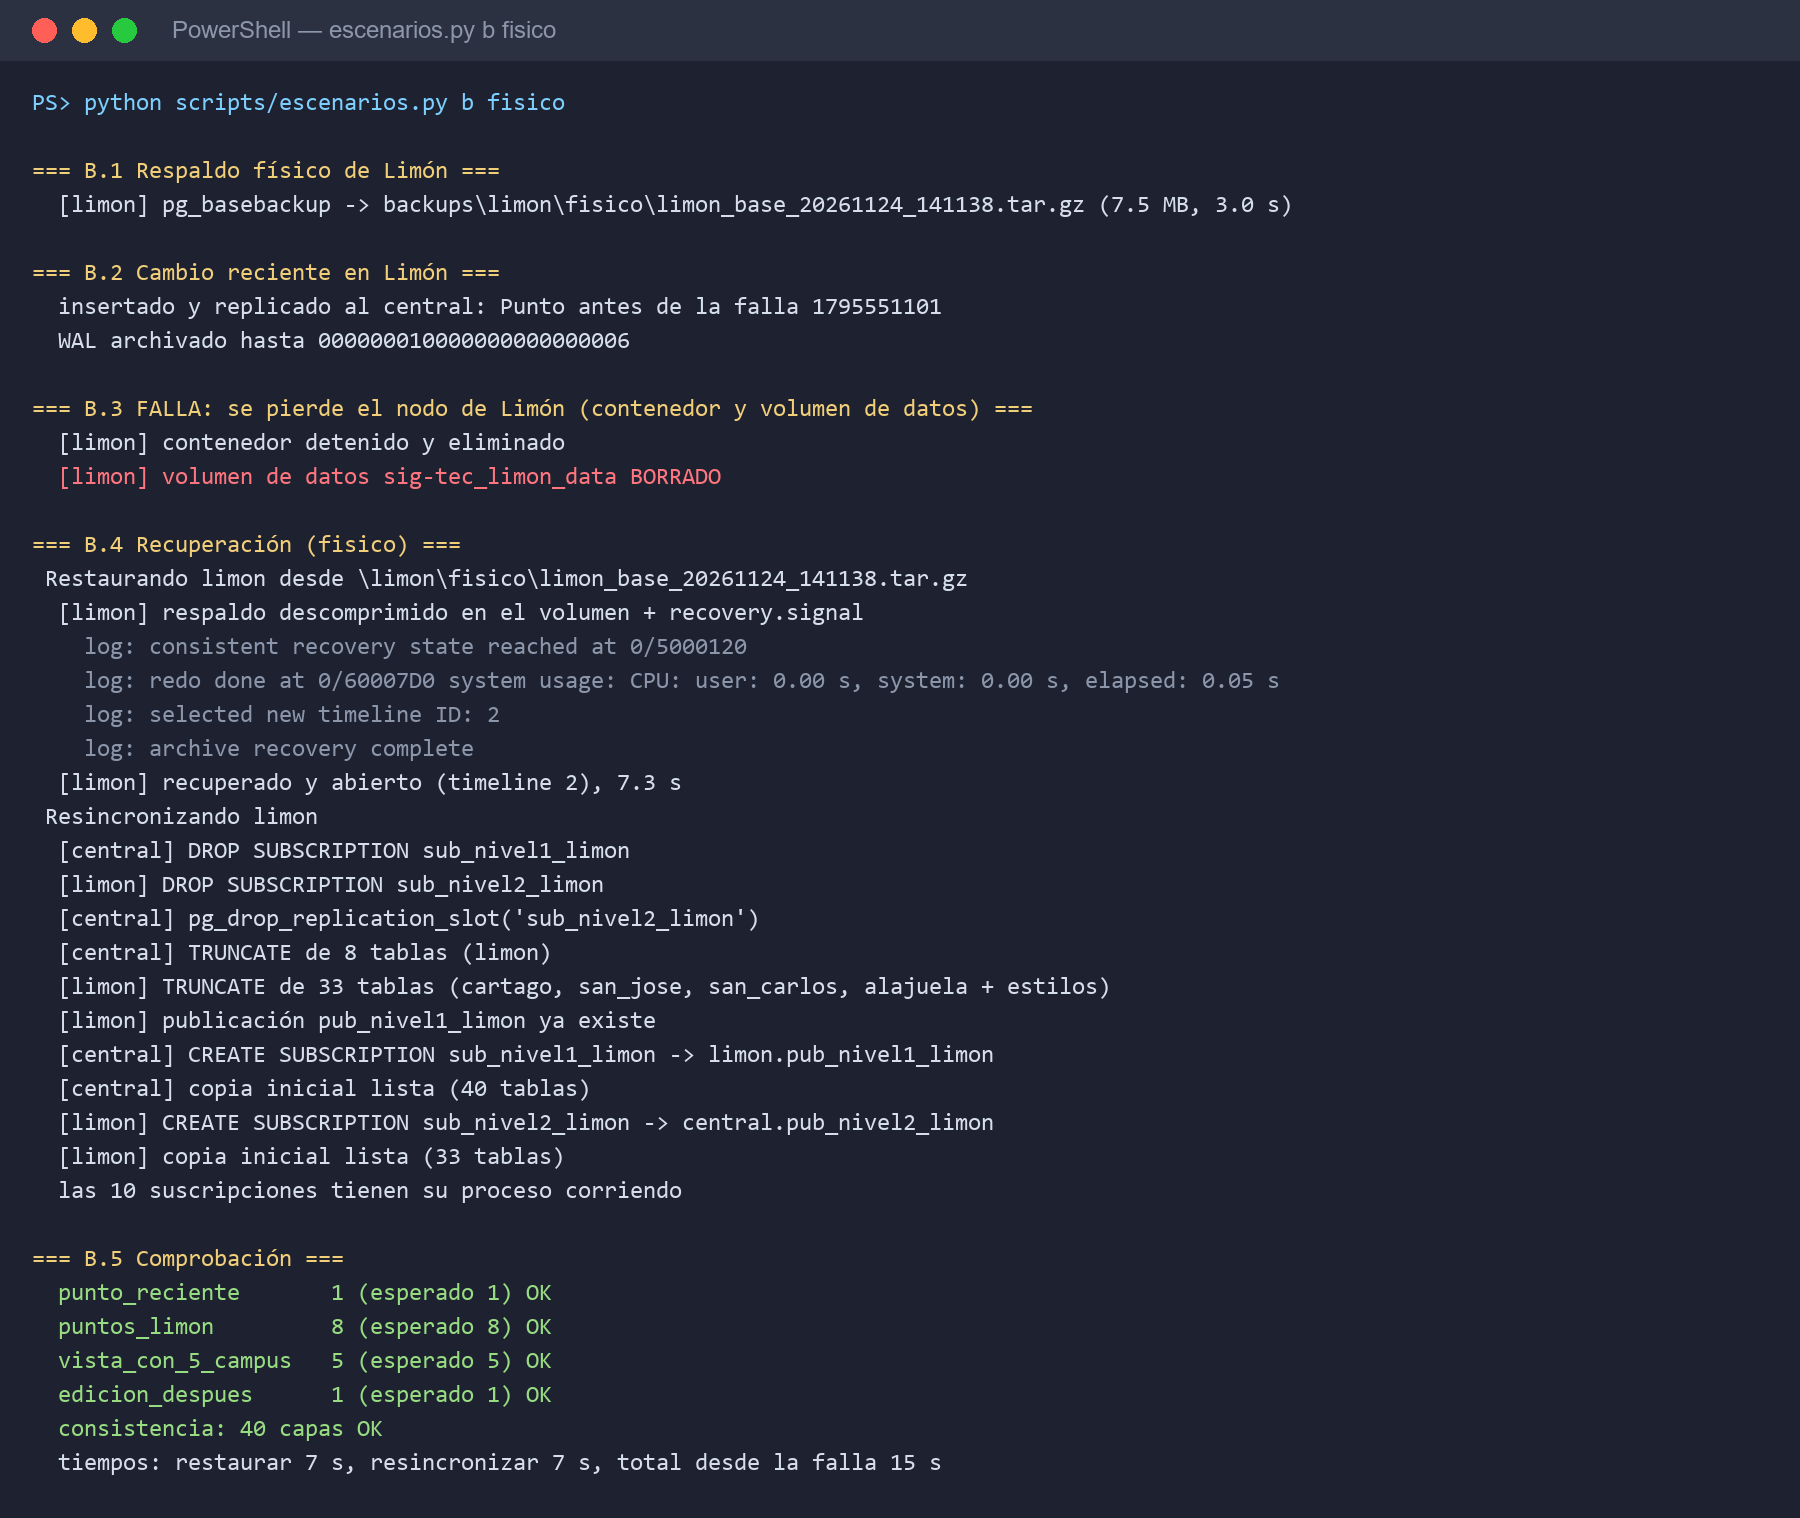 PowerShell — escenarios.py b fisico
PS> python scripts/escenarios.py b fisico
=== B.1 Respaldo físico de Limón ===
[limon] pg_basebackup -> backups\limon\fisico\limon_base_20261124_141138.tar.gz (7.5 MB, 3.0 s)
=== B.2 Cambio reciente en Limón ===
insertado y replicado al central: Punto antes de la falla 1795551101
WAL archivado hasta 000000010000000000000006
=== B.3 FALLA: se pierde el nodo de Limón (contenedor y volumen de datos) ===
[limon] contenedor detenido y eliminado
[limon] volumen de datos sig-tec_limon_data BORRADO
=== B.4 Recuperación (fisico) ===
Restaurando limon desde \limon\fisico\limon_base_20261124_141138.tar.gz
[limon] respaldo descomprimido en el volumen + recovery.signal
log: consistent recovery state reached at 0/5000120
log: redo done at 0/60007D0 system usage: CPU: user: 0.00 s, system: 0.00 s, elapsed: 0.05 s
log: selected new timeline ID: 2
log: archive recovery complete
[limon] recuperado y abierto (timeline 2), 7.3 s
Resincronizando limon
[central] DROP SUBSCRIPTION sub_nivel1_limon
[limon] DROP SUBSCRIPTION sub_nivel2_limon
[central] pg_drop_replication_slot('sub_nivel2_limon')
[central] TRUNCATE de 8 tablas (limon)
[limon] TRUNCATE de 33 tablas (cartago, san_jose, san_carlos, alajuela + estilos)
[limon] publicación pub_nivel1_limon ya existe
[central] CREATE SUBSCRIPTION sub_nivel1_limon -> limon.pub_nivel1_limon
[central] copia inicial lista (40 tablas)
[limon] CREATE SUBSCRIPTION sub_nivel2_limon -> central.pub_nivel2_limon
[limon] copia inicial lista (33 tablas)
las 10 suscripciones tienen su proceso corriendo
=== B.5 Comprobación ===
punto_reciente 1 (esperado 1) OK
puntos_limon 8 (esperado 8) OK
vista_con_5_campus 5 (esperado 5) OK
edicion_despues 1 (esperado 1) OK
consistencia: 40 capas OK
tiempos: restaurar 7 s, resincronizar 7 s, total desde la falla 15 s